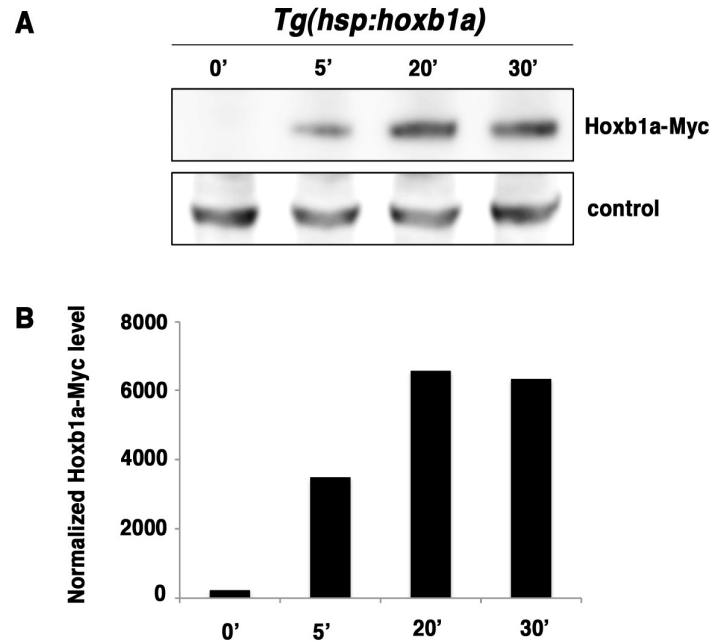 A
Tg(hsp:hoxb1a)
0’ 5’ 20’ 30’
Hoxb1a-Myc
control
B
Normalized Hoxb1a-Myc level
8000
6000
4000
2000
0
0’ 5’ 20’ 30’